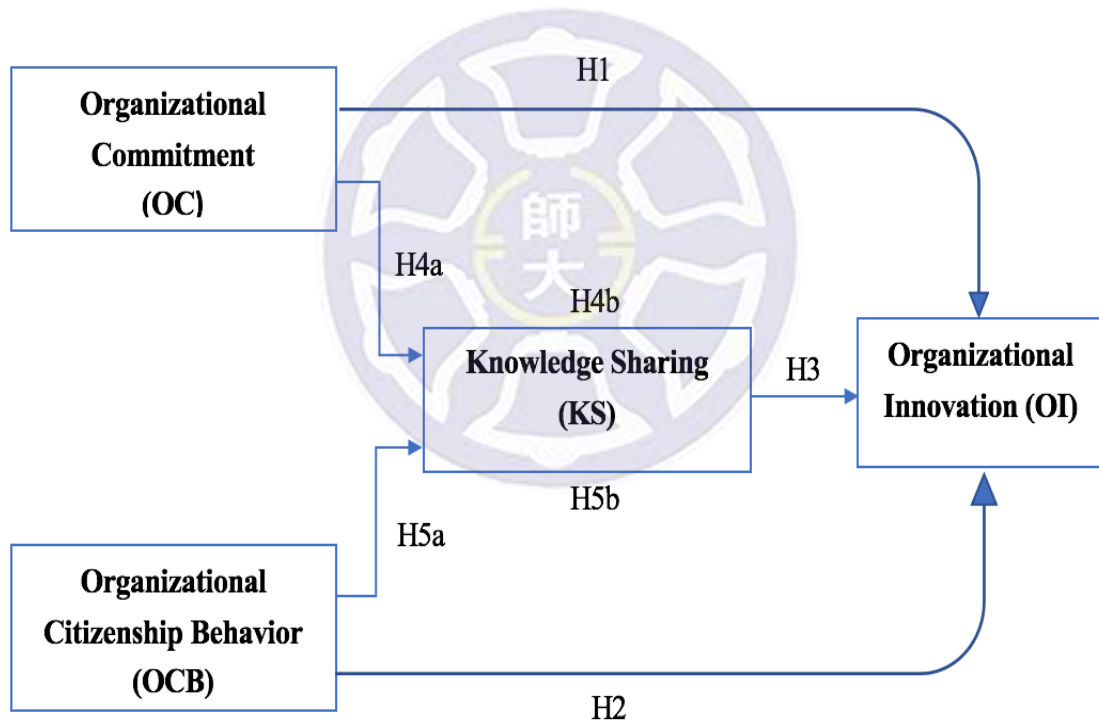 H1
Organizational
Commitment
(OC)
H4a
師
大
H4b
Knowledge Sharing
(KS)
H3
Organizational
Innovation (OI)
H5b
H5a
Organizational
Citizenship Behavior
(OCB)
H2